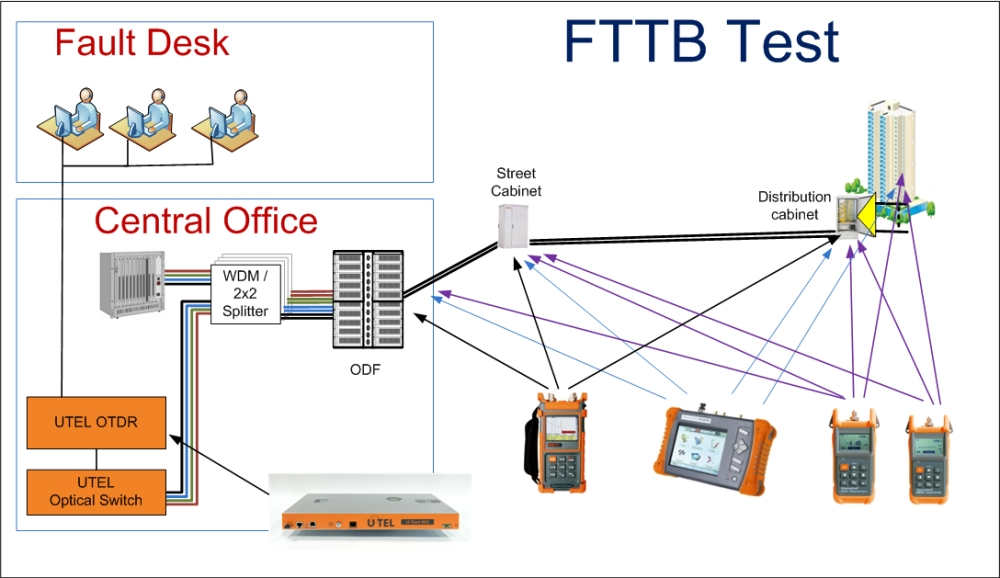 Fault Desk
FTTB Test
Central Office
Street
Cabinet
Distribution
cabinet
WDM /
2x2
Splitter
ODF
UTEL OTDR
UTEL
Optical Switch
UTEL